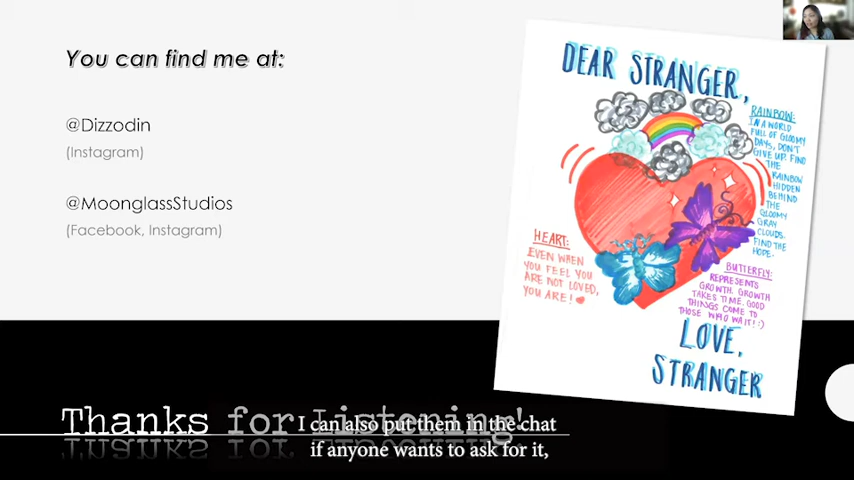 You can find me at:
@Dizzodin
(Instagram)
@MoonglassStudios
(Facebook, Instagram)
DEAR STRANGER,
RAINBOW:
IN A WORLD
FULL OF GLOOMY
DAYS, DON'T
GIVE UP. FIND
THE
RAINBOW
HIDDEN
BEHIND
THE
GLOOMY
GRAY
CLOUDS.
FIND THE
HOPE.
HEART:
EVEN WHEN
YOU FEEL YOU
ARE NOT LOVED,
YOU ARE!
BUTTERFLY:
REPRESENTS
GROWTH. GROWTH
TAKES TIME. GOOD
THINGS COME TO
THOSE WHO WAIT! :)
LOVE,
STRANGER
Thanks for Listening!
I can also put them in the chat
if anyone wants to ask for it,